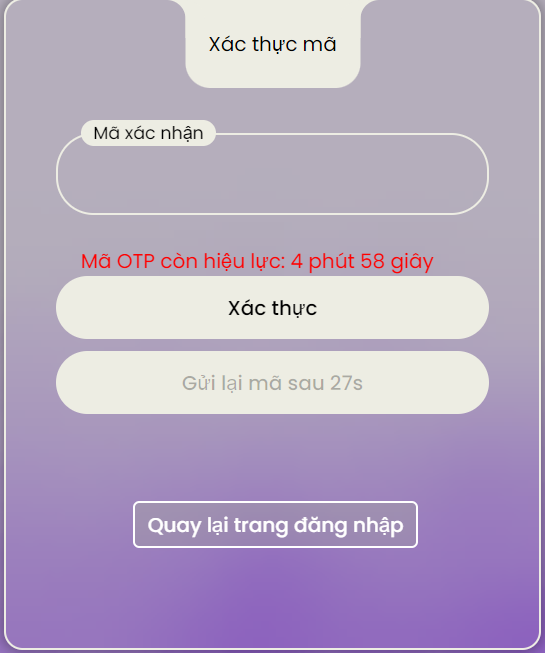 Xác thực mã
Mã xác nhận
Mã OTP còn hiệu lực: 4 phút 58 giây
Xác thực
Gửi lại mã sau 27s
Quay lại trang đăng nhập